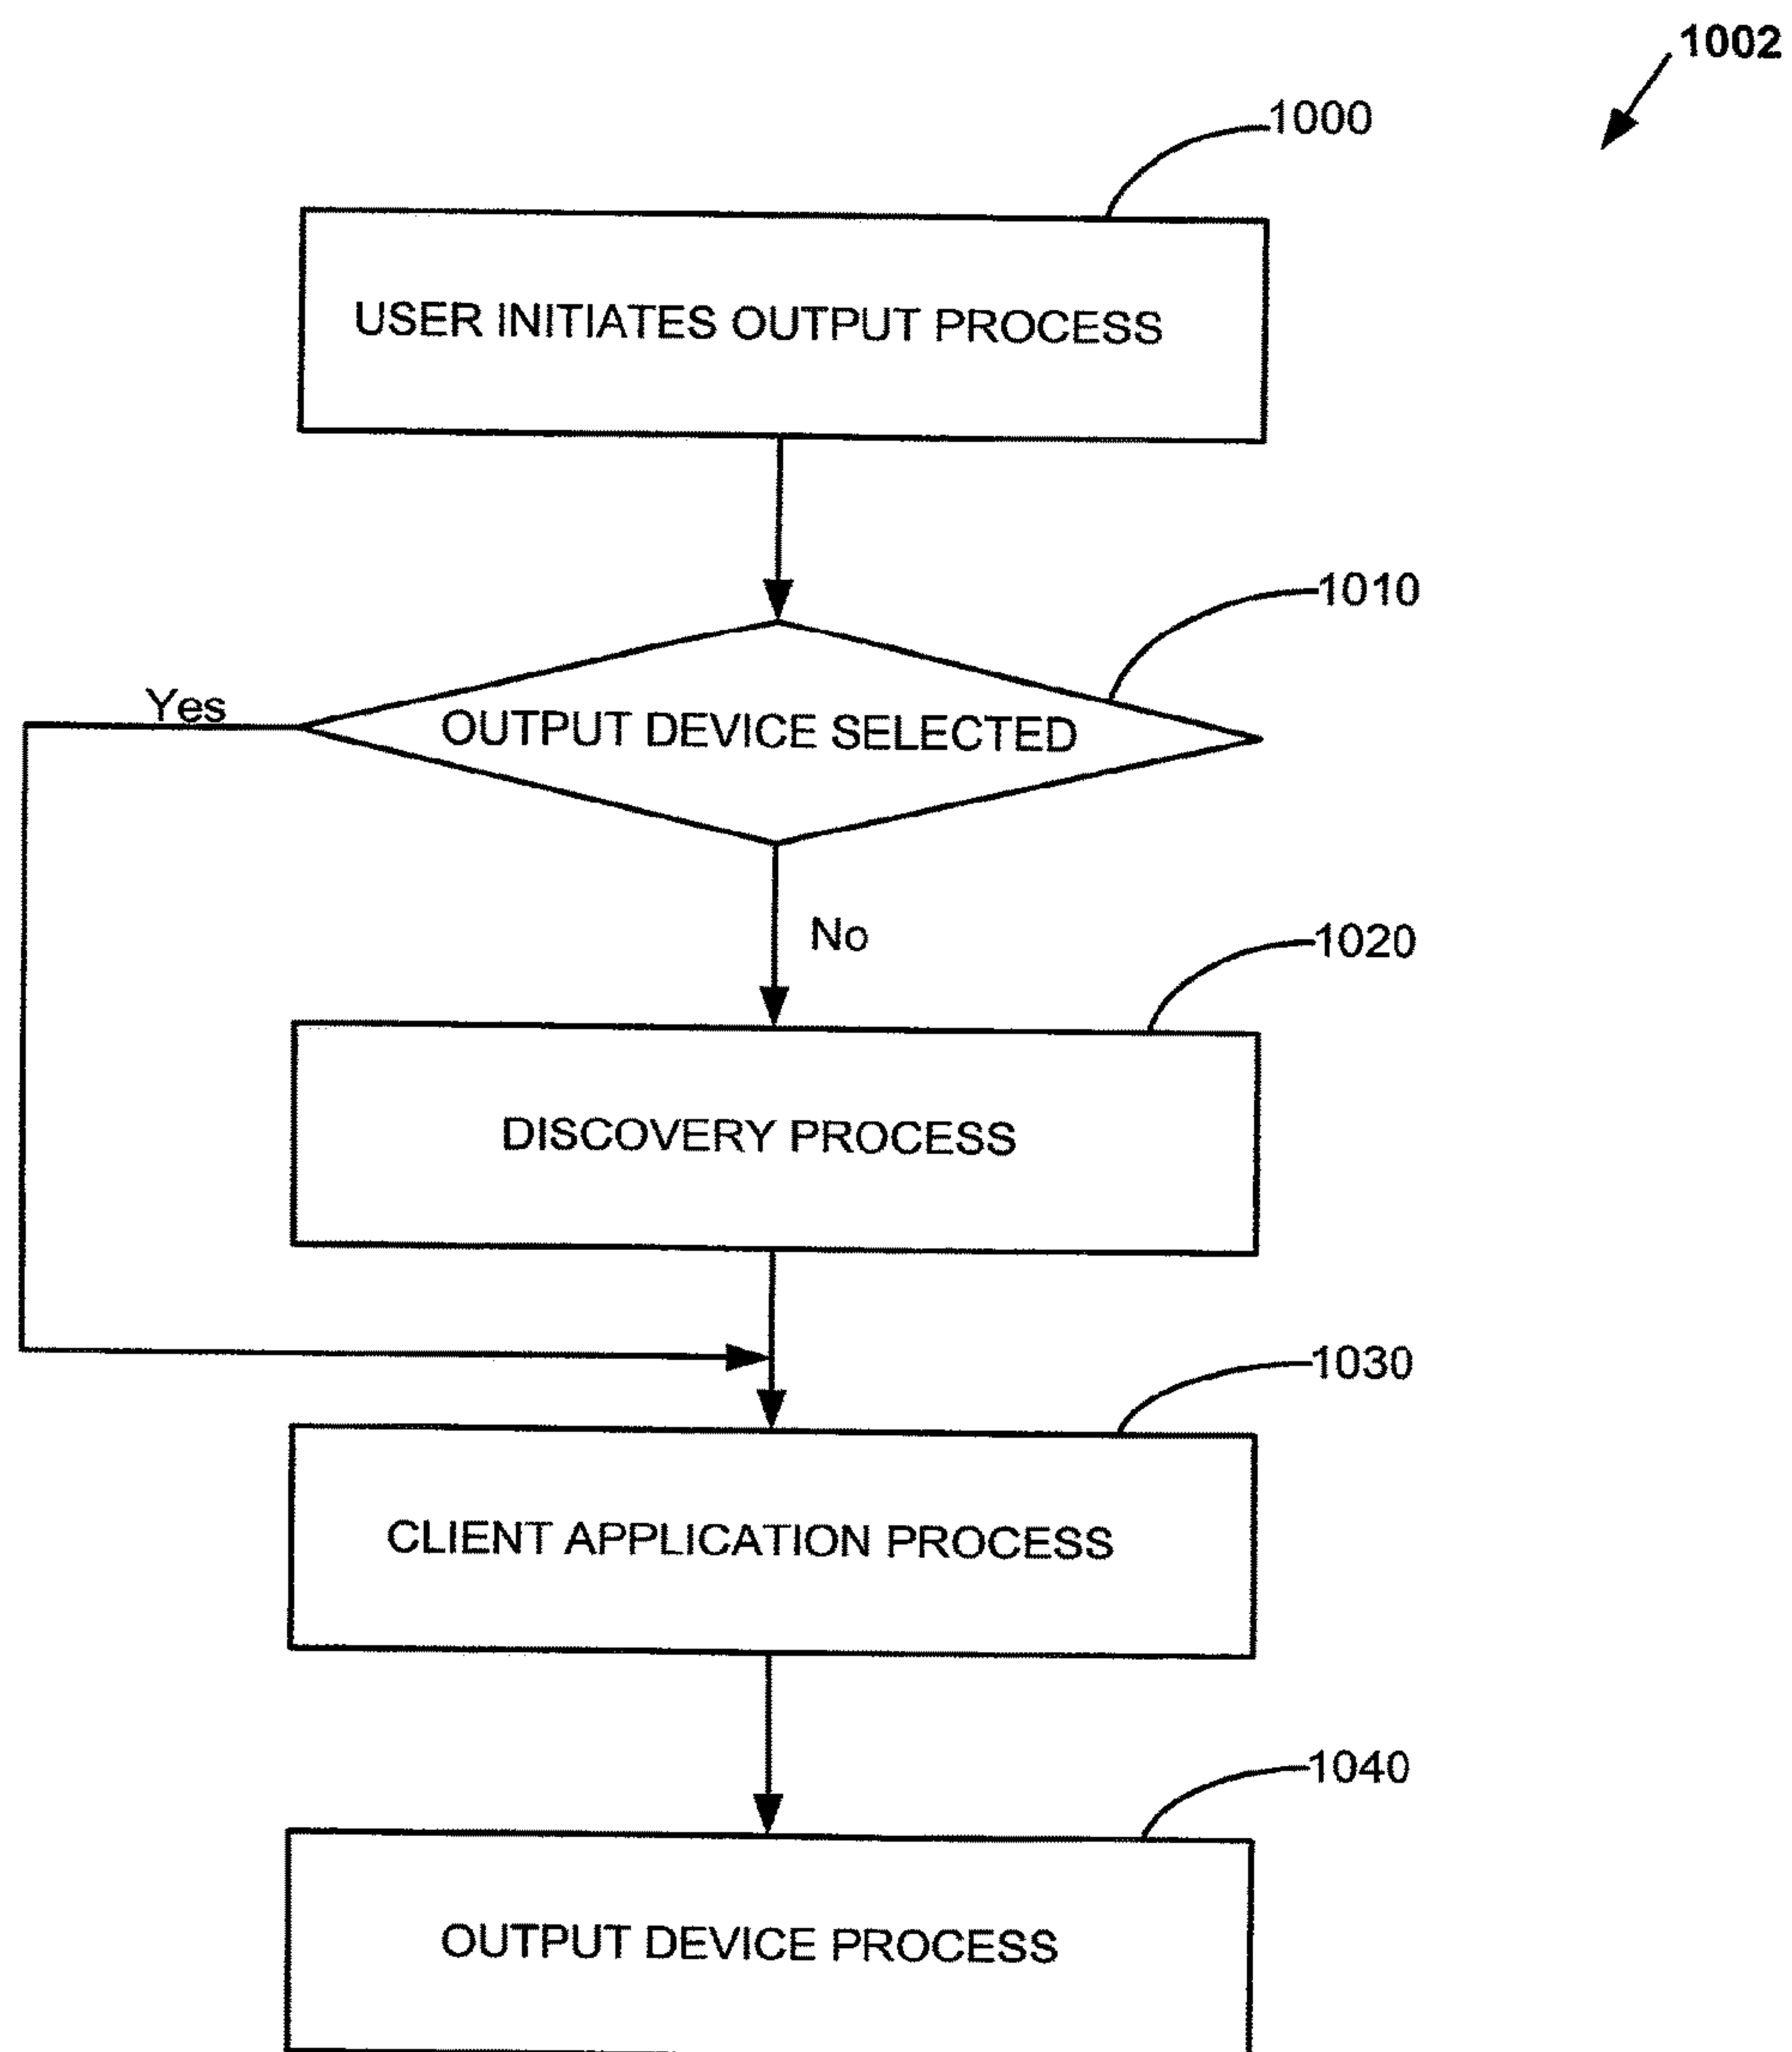 1002
1000
USER INITIATES OUTPUT PROCESS
1010
Yes
OUTPUT DEVICE SELECTED
No
1020
DISCOVERY PROCESS
1030
CLIENT APPLICATION PROCESS
1040
OUTPUT DEVICE PROCESS